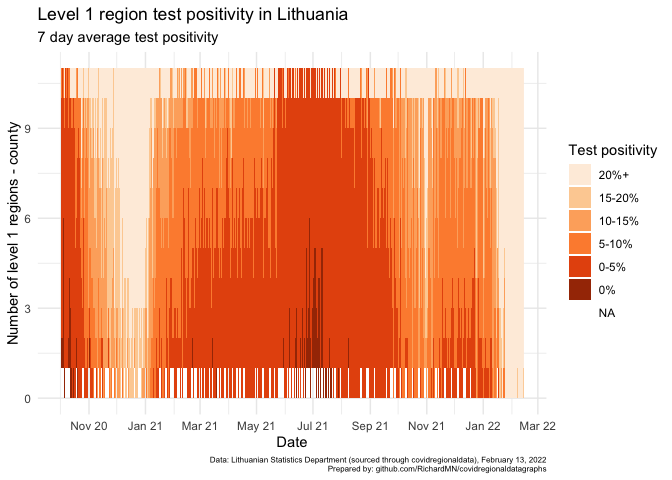 Level 1 region test positivity in Lithuania
7 day average test positivity
Number of level 1 regions - county
9
6
3
0
Nov 20 Jan 21 Mar 21 May 21 Jul 21 Sep 21 Nov 21 Jan 22 Mar 22
Date
Test positivity
20%+
15-20%
10-15%
5-10%
0-5%
0%
NA
Data: Lithuanian Statistics Department (sourced through covidregionaldata), February 13, 2022
Prepared by: github.com/RichardMN/covidregionaldatagraphs